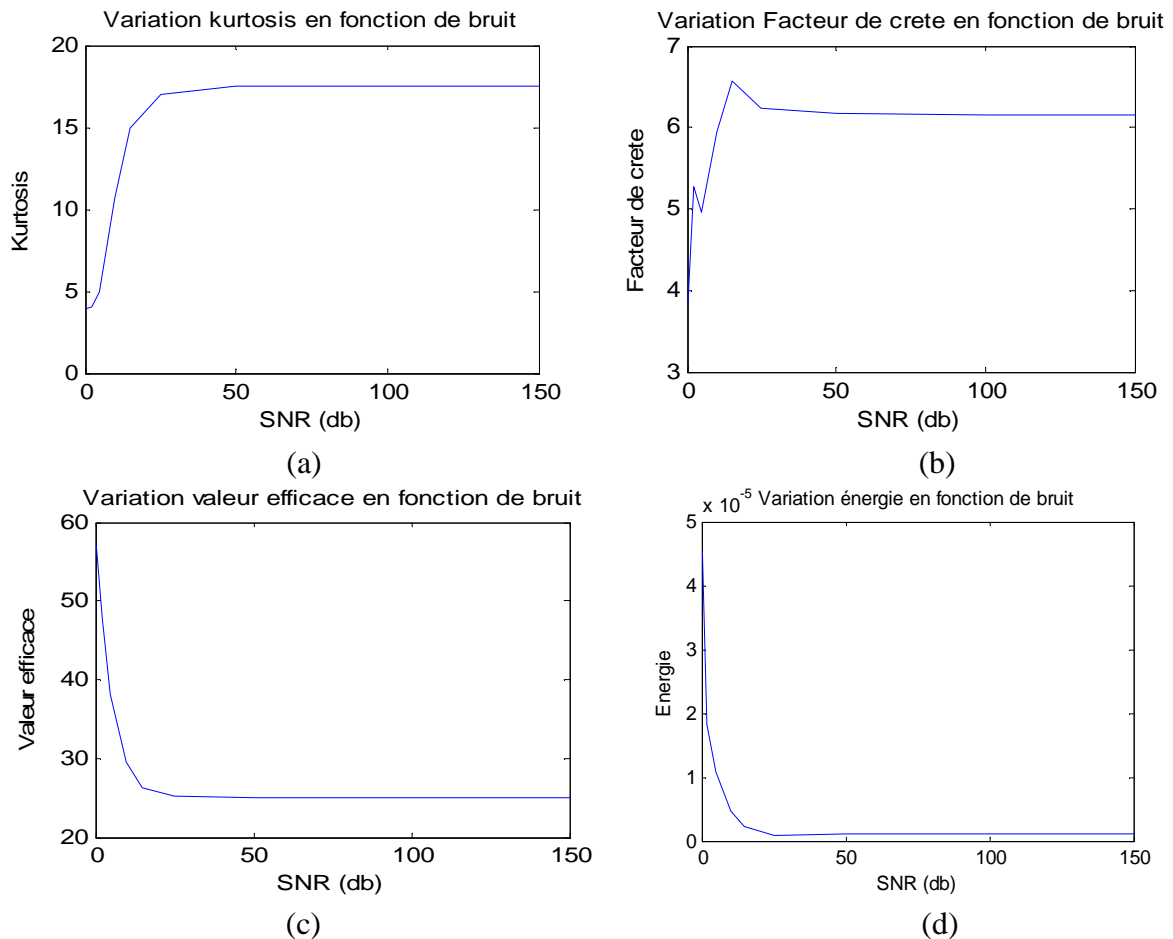 Variation kurtosis en fonction de bruit
20
15
10
5
0
Kurtosis
0 50 100 150
SNR (db)
(a)
Variation Facteur de crete en fonction de bruit
7
6
5
4
3
Facteur de crete
0 50 100 150
SNR (db)
(b)
Variation valeur efficace en fonction de bruit
60
50
40
30
20
Valeur efficace
0 50 100 150
SNR (db)
(c)
x 10-5 Variation énergie en fonction de bruit
5
4
3
2
1
0
Energie
0 50 100 150
SNR (db)
(d)